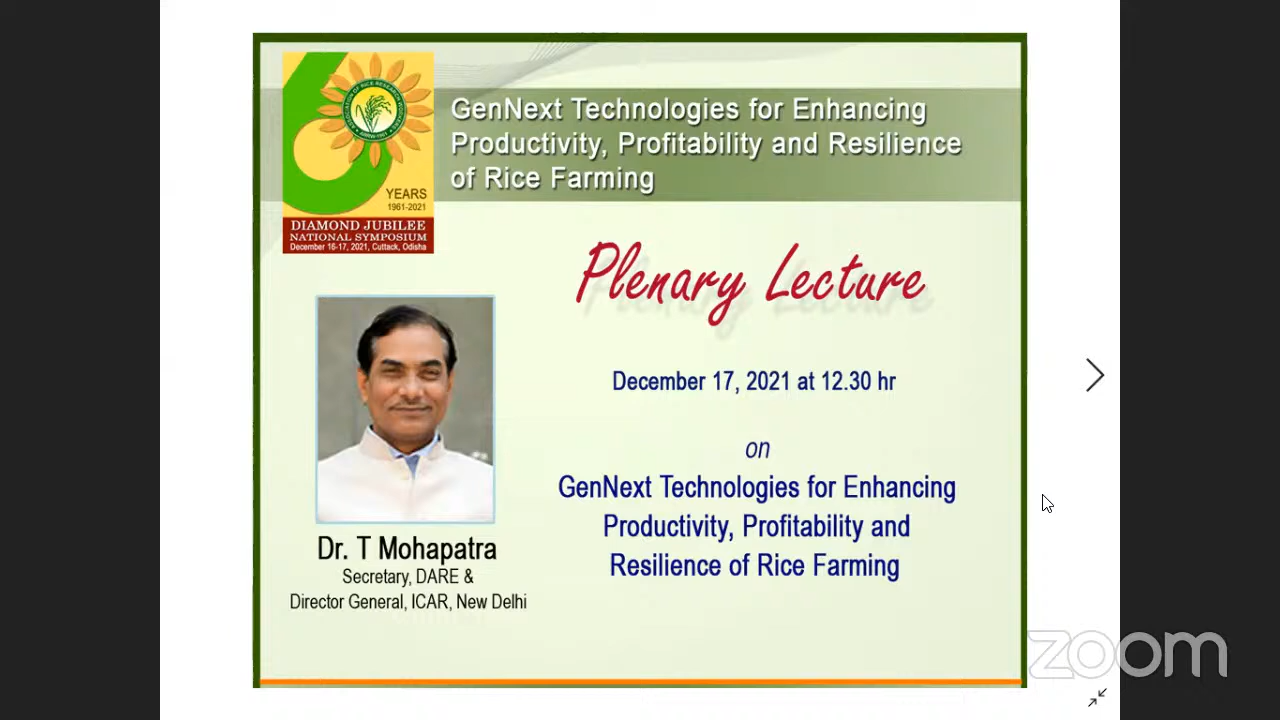 GenNext Technologies for Enhancing
Productivity, Profitability and Resilience
of Rice Farming
YEARS
1961-2021
DIAMOND JUBILEE
NATIONAL SYMPOSIUM
December 16-17, 2021, Cuttack, Odisha
Plenary Lecture
December 17, 2021 at 12.30 hr
on
GenNext Technologies for Enhancing
Productivity, Profitability and
Resilience of Rice Farming
Dr. T Mohapatra
Secretary, DARE &
Director General, ICAR, New Delhi
zoom